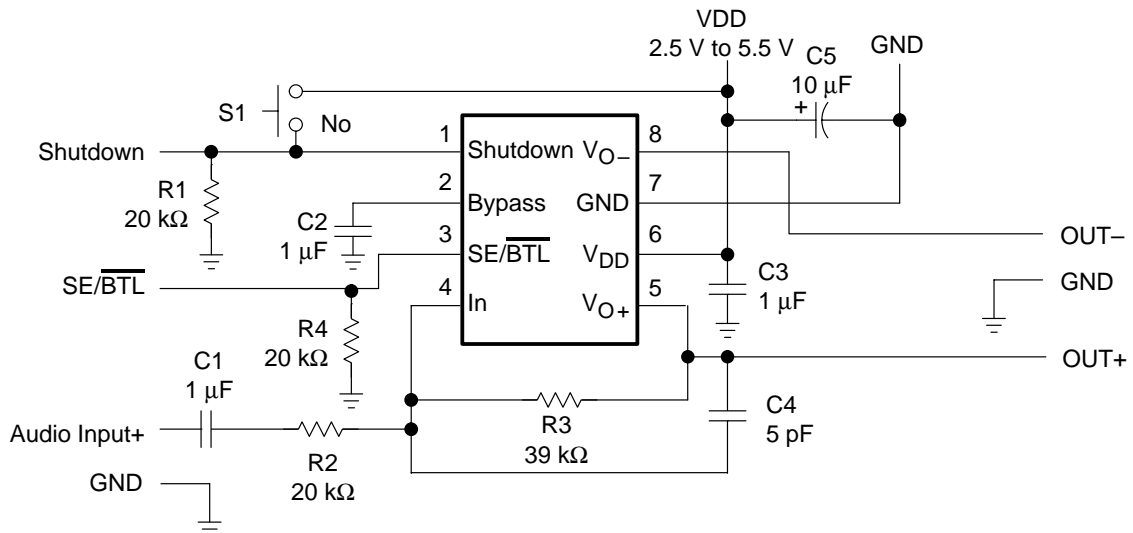 VDD
2.5 V to 5.5 V
GND
C5
10 μF
+
S1
No
Shutdown
R1
20 kΩ
1
Shutdown
VO−
8
2
Bypass
GND
7
C2
1 μF
3
SE/BTL
VDD
6
4
In
VO+
5
SE/BTL
R4
20 kΩ
C3
1 μF
OUT−
GND
OUT+
C1
1 μF
Audio Input+
R2
20 kΩ
R3
39 kΩ
C4
5 pF
GND